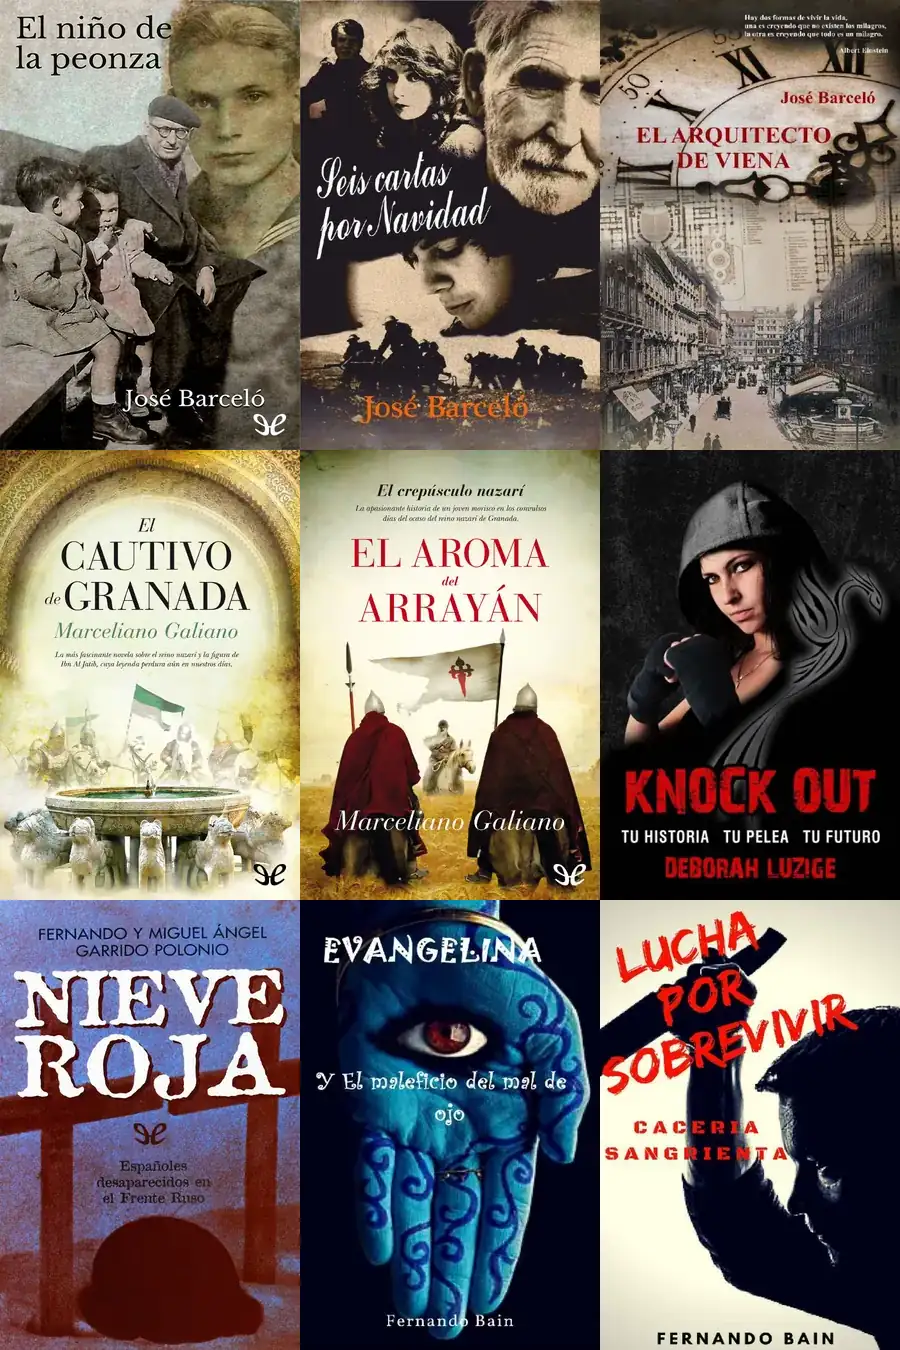 El niño de
la peonza
José Barceló
Seis cartas
por Navidad
José Barceló
Hay dos formas de vivir la vida,
una es creyendo que no existen los milagros,
la otra es creyendo que todo es un milagro.
Albert Einstein
50
55
X
XI
XII
José Barceló
EL ARQUITECTO
DE VIENA
El
CAUTIVO
de GRANADA
Marceliano Galiano
La más fascinante novela sobre el reino nazarí y la figura de
Ibn Al Jatib, cuya leyenda perdura aún en nuestros días.
El crepúsculo nazarí
La apasionante historia de un joven morisco en los convulsos
días del ocaso del reino nazarí de Granada.
EL AROMA
del
ARRAYÁN
Marceliano Galiano
KNOCK OUT
TU HISTORIA TU PELEA TU FUTURO
DEBORAH LUZIGE
FERNANDO Y MIGUEL ÁNGEL
GARRIDO POLONIO
NIEVE
ROJA
Españoles
desaparecidos en
el Frente Ruso
EVANGELINA
Y El maleficio del mal de
ojo
Fernando Bain
LUCHA
POR
SOBREVIVIR
CACERIA
SANGRIENTA
FERNANDO BAIN